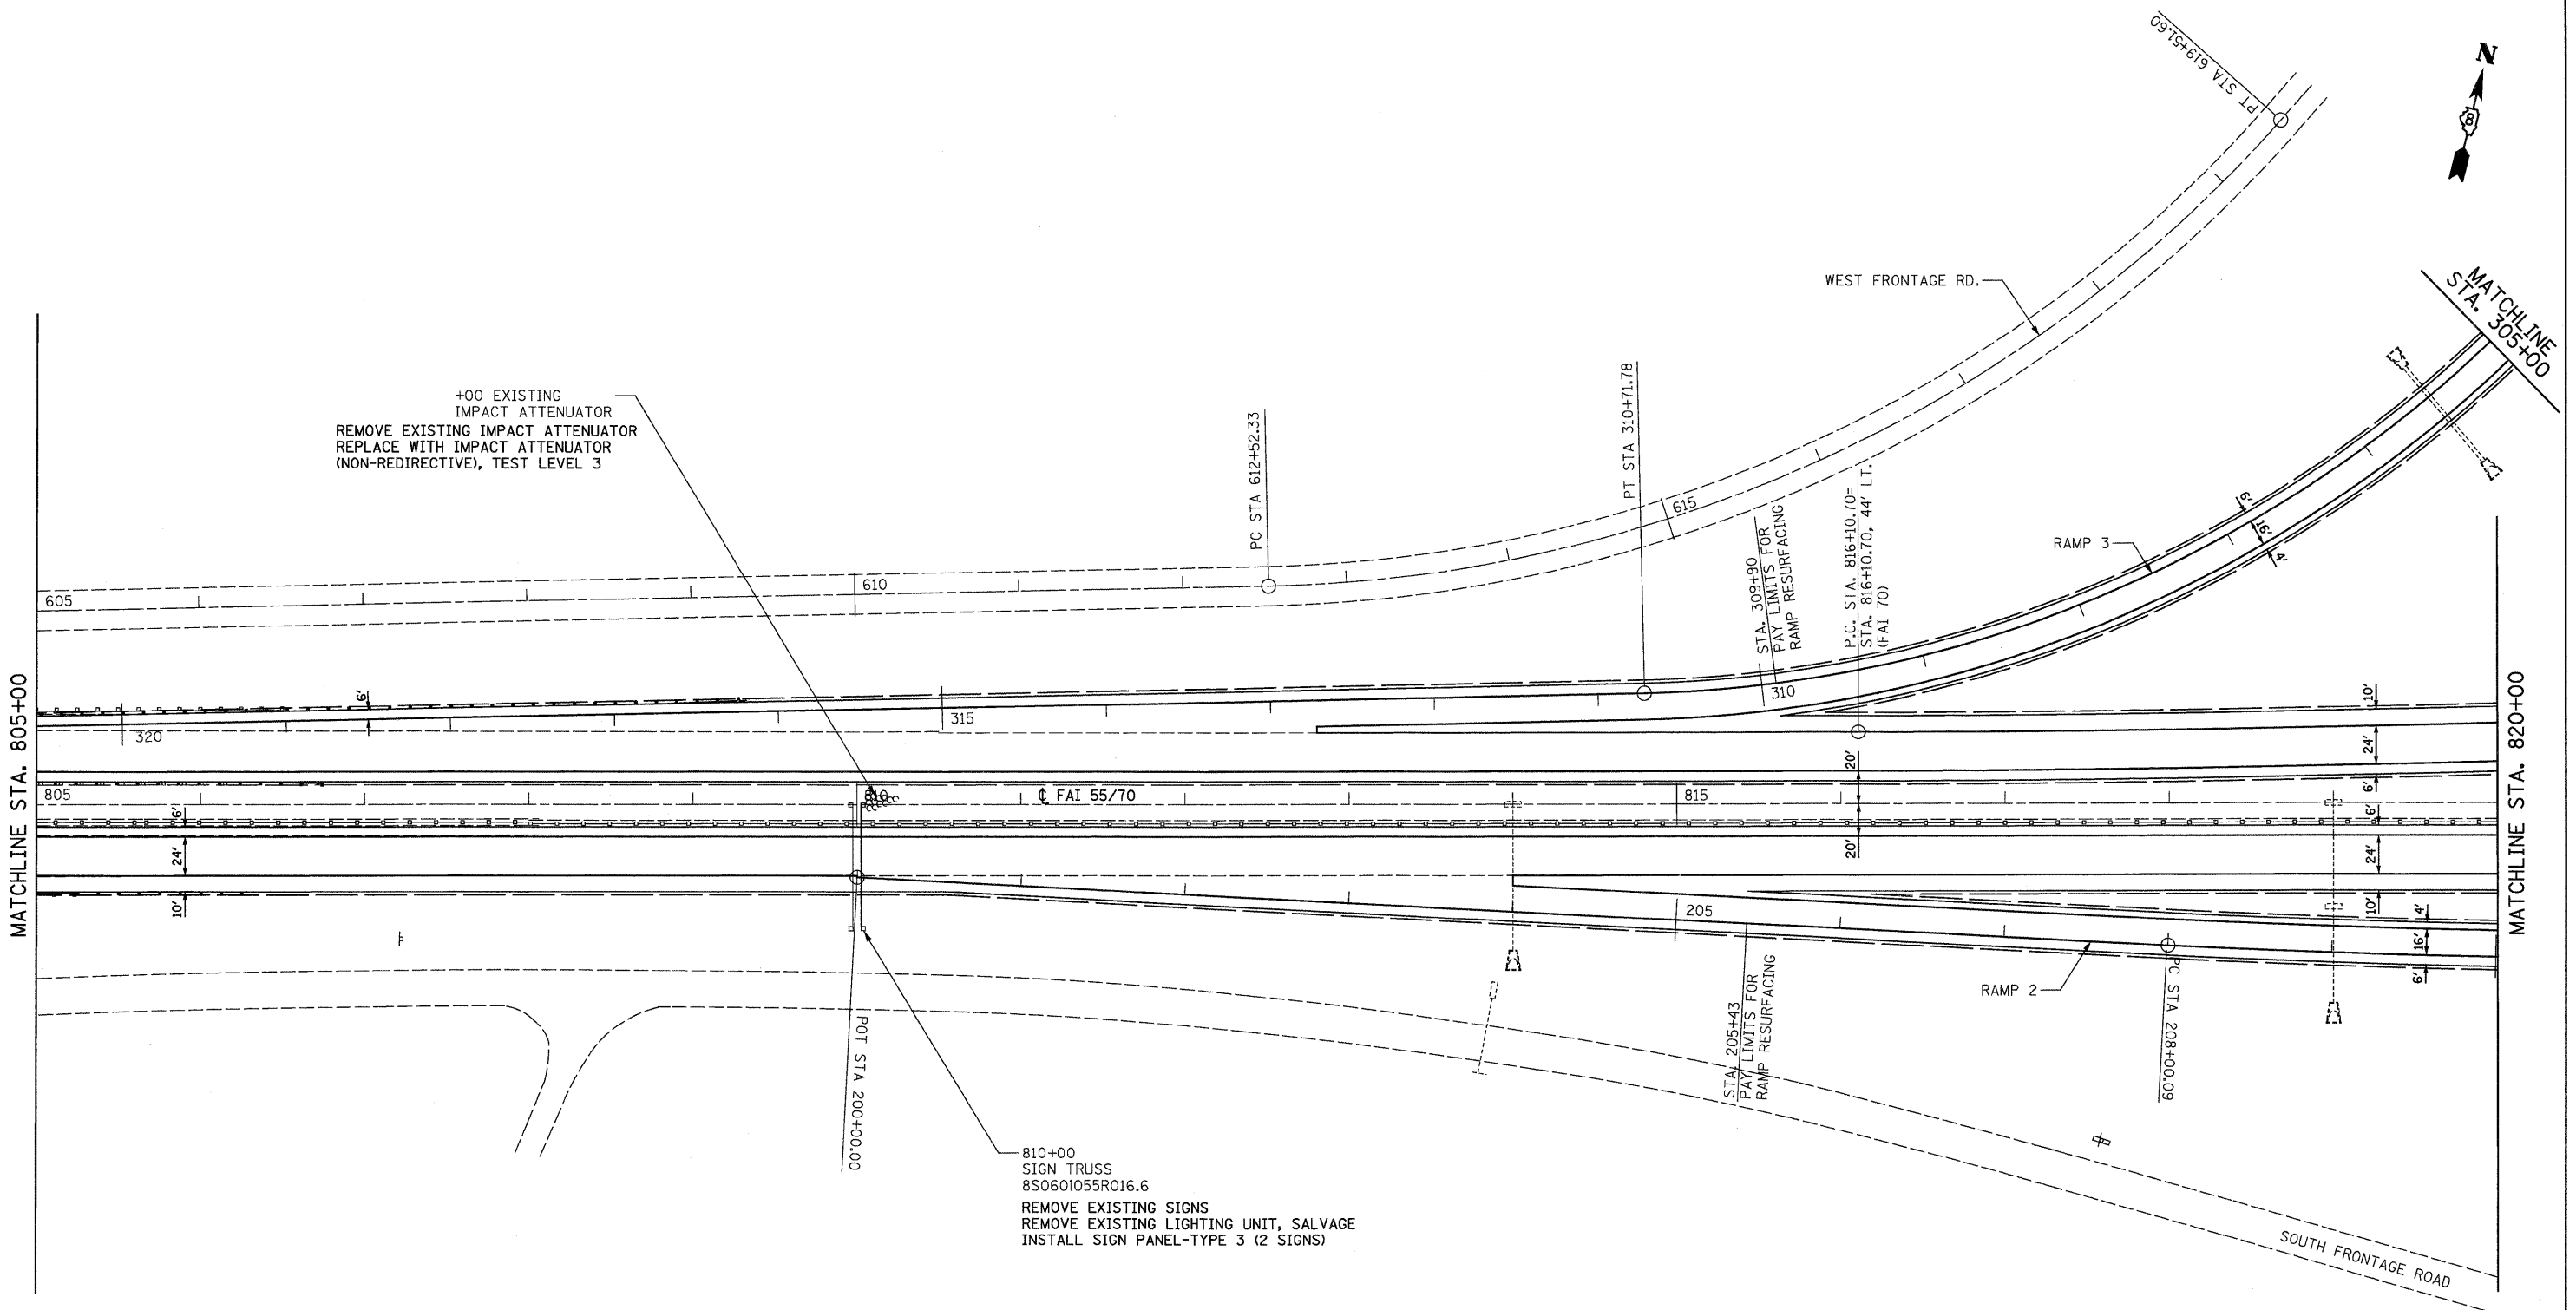 PT STA 619+51.60
N
8
WEST FRONTAGE RD.
MATCHLINE
STA. 305+00
+00 EXISTING
IMPACT ATTENUATOR
REMOVE EXISTING IMPACT ATTENUATOR
REPLACE WITH IMPACT ATTENUATOR
(NON-REDIRECTIVE), TEST LEVEL 3
PC STA 612+52.33
PT STA 310+71.78
615
STA. 309+90
PAY LIMITS FOR
RAMP RESURFACING
P.C. STA. 816+10.70=
STA. 816+10.70, 44' LT.
(FAI 70)
RAMP 3
6'
16'
4'
605
610
MATCHLINE STA. 805+00
6'
320
315
310
10'
24'
6'
20'
805
810
℄ FAI 55/70
815
6'
6'
24'
10'
20'
24'
10'
4'
16'
6'
205
MATCHLINE STA. 820+00
RAMP 2
POT STA 200+00.00
STA. 205+43
PAY LIMITS FOR
RAMP RESURFACING
PC STA 208+00.09
810+00
SIGN TRUSS
8S060I055R016.6
REMOVE EXISTING SIGNS
REMOVE EXISTING LIGHTING UNIT, SALVAGE
INSTALL SIGN PANEL-TYPE 3 (2 SIGNS)
SOUTH FRONTAGE ROAD